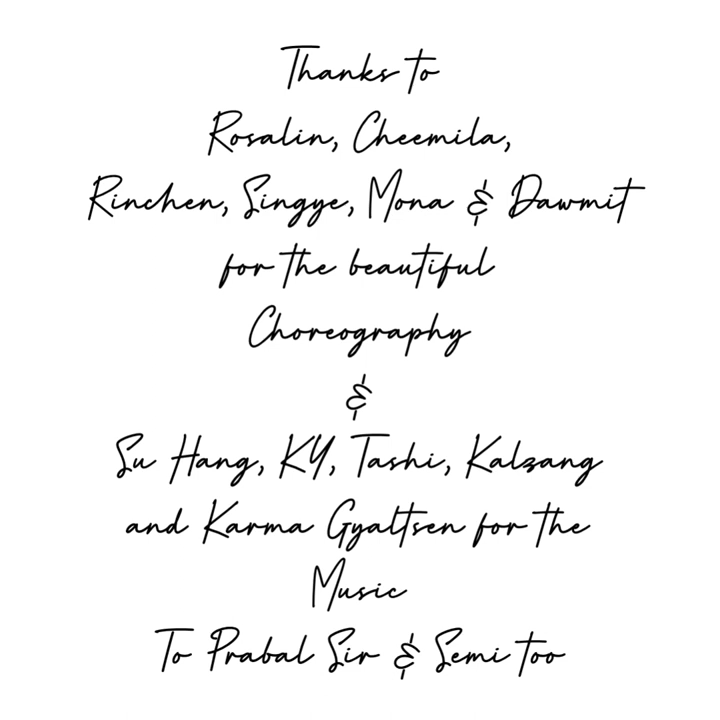 Thanks to
Rosalin, Cheemila,
Rinchen, Singye, Mona & Dawmit
for the beautiful
Choreography
&
Su Hang, KY, Tashi, Kalzang
and Karma Gyaltsen for the
Music
To Prabal Sir & Semi too